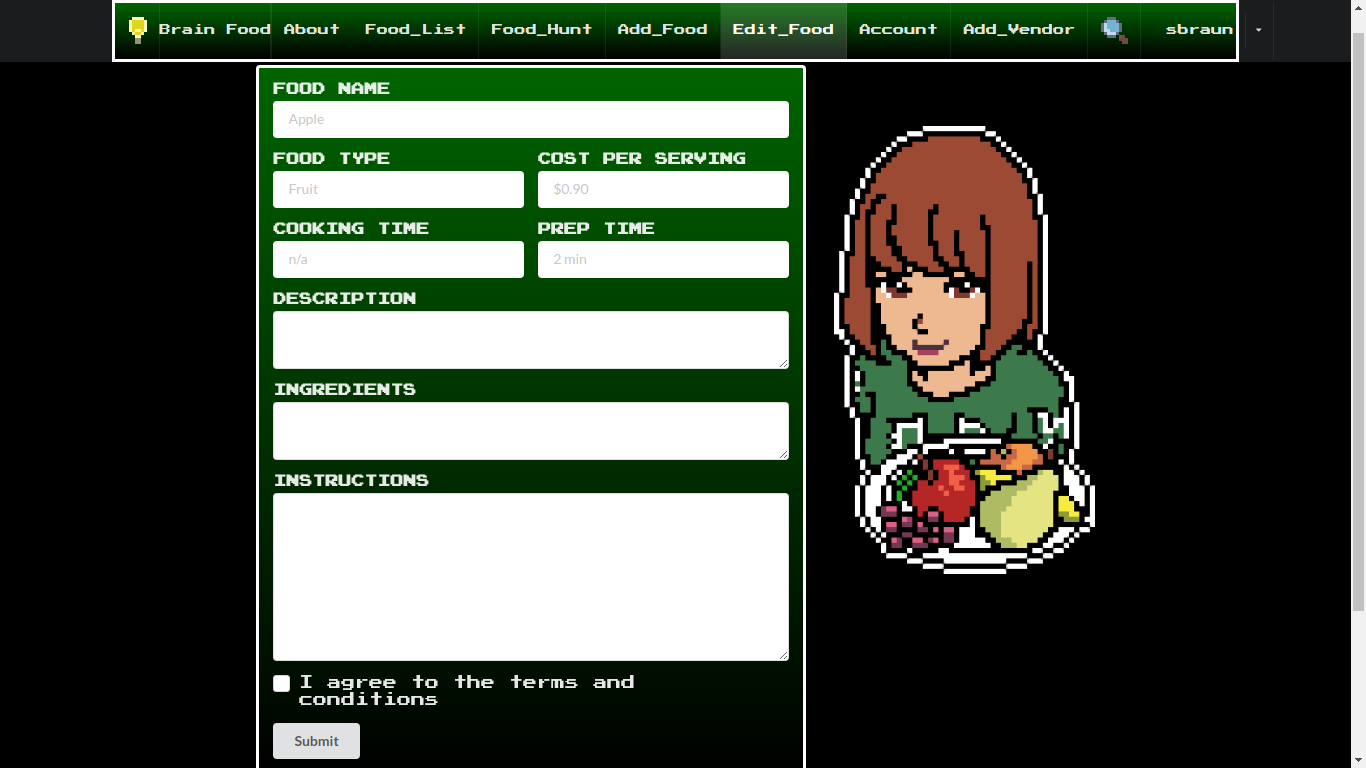 Brain Food About Food_List Food_Hunt Add_Food Edit_Food Account Add_Vendor sbraun
FOOD NAME
Apple
FOOD TYPE COST PER SERVING
Fruit $0.90
COOKING TIME PREP TIME
n/a 2 min
DESCRIPTION
INGREDIENTS
INSTRUCTIONS
I agree to the terms and
conditions
Submit